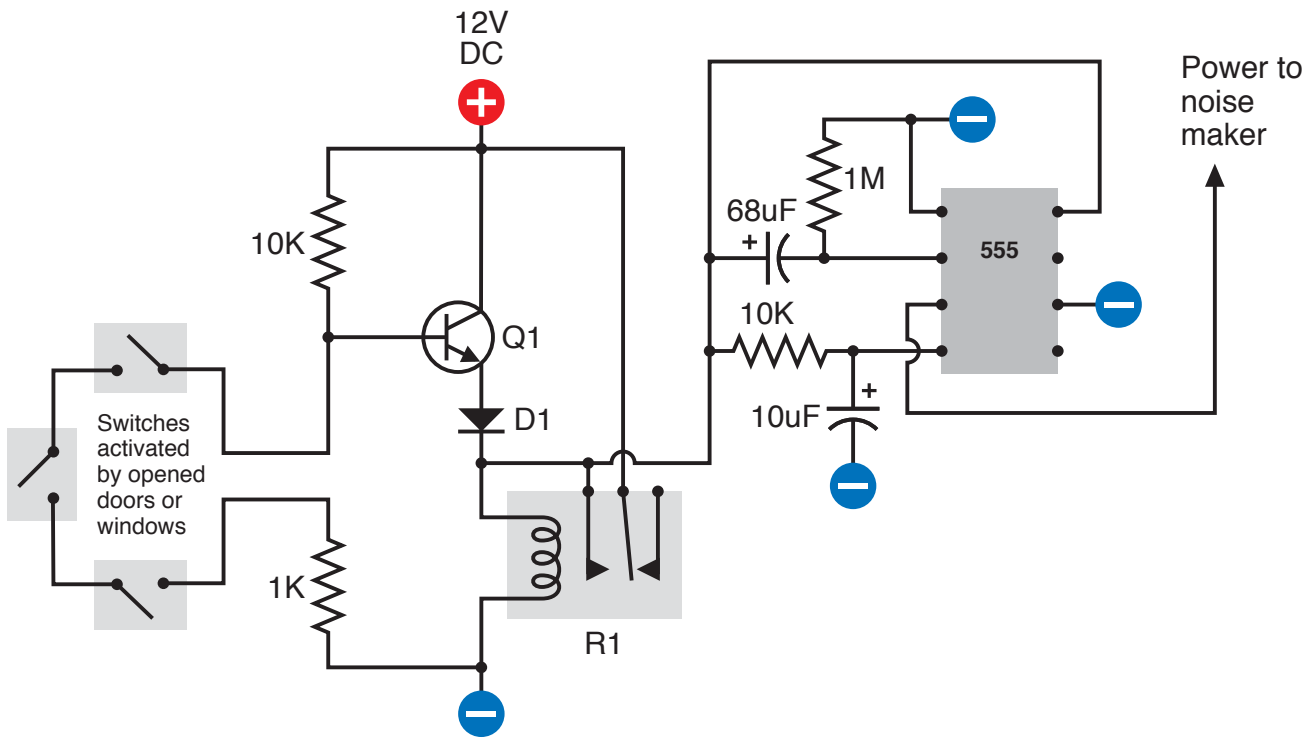 12V
DC
+
Power to
noise
maker
10K
Q1
D1
Switches
activated
by opened
doors or
windows
1K
R1
1M
68uF
+
555
10K
10uF
+